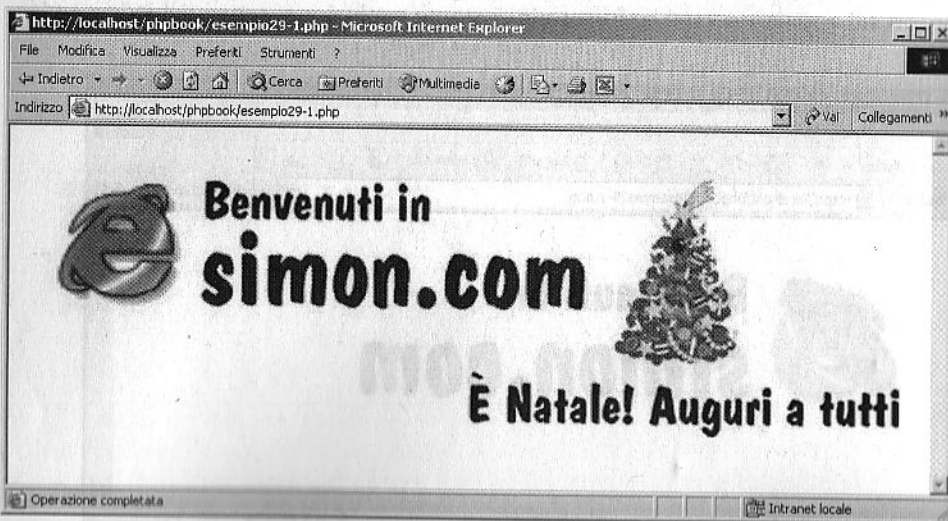 http://localhost/phpbook/esempio29-1.php - Microsoft Internet Explorer
File Modifica Visualizza Preferiti Strumenti ?
Indietro Cerca Preferiti Multimedia
Indirizzo http://localhost/phpbook/esempio29-1.php Vai Collegamenti »
Benvenuti in
simon.com
È Natale! Auguri a tutti
Operazione completata Intranet locale